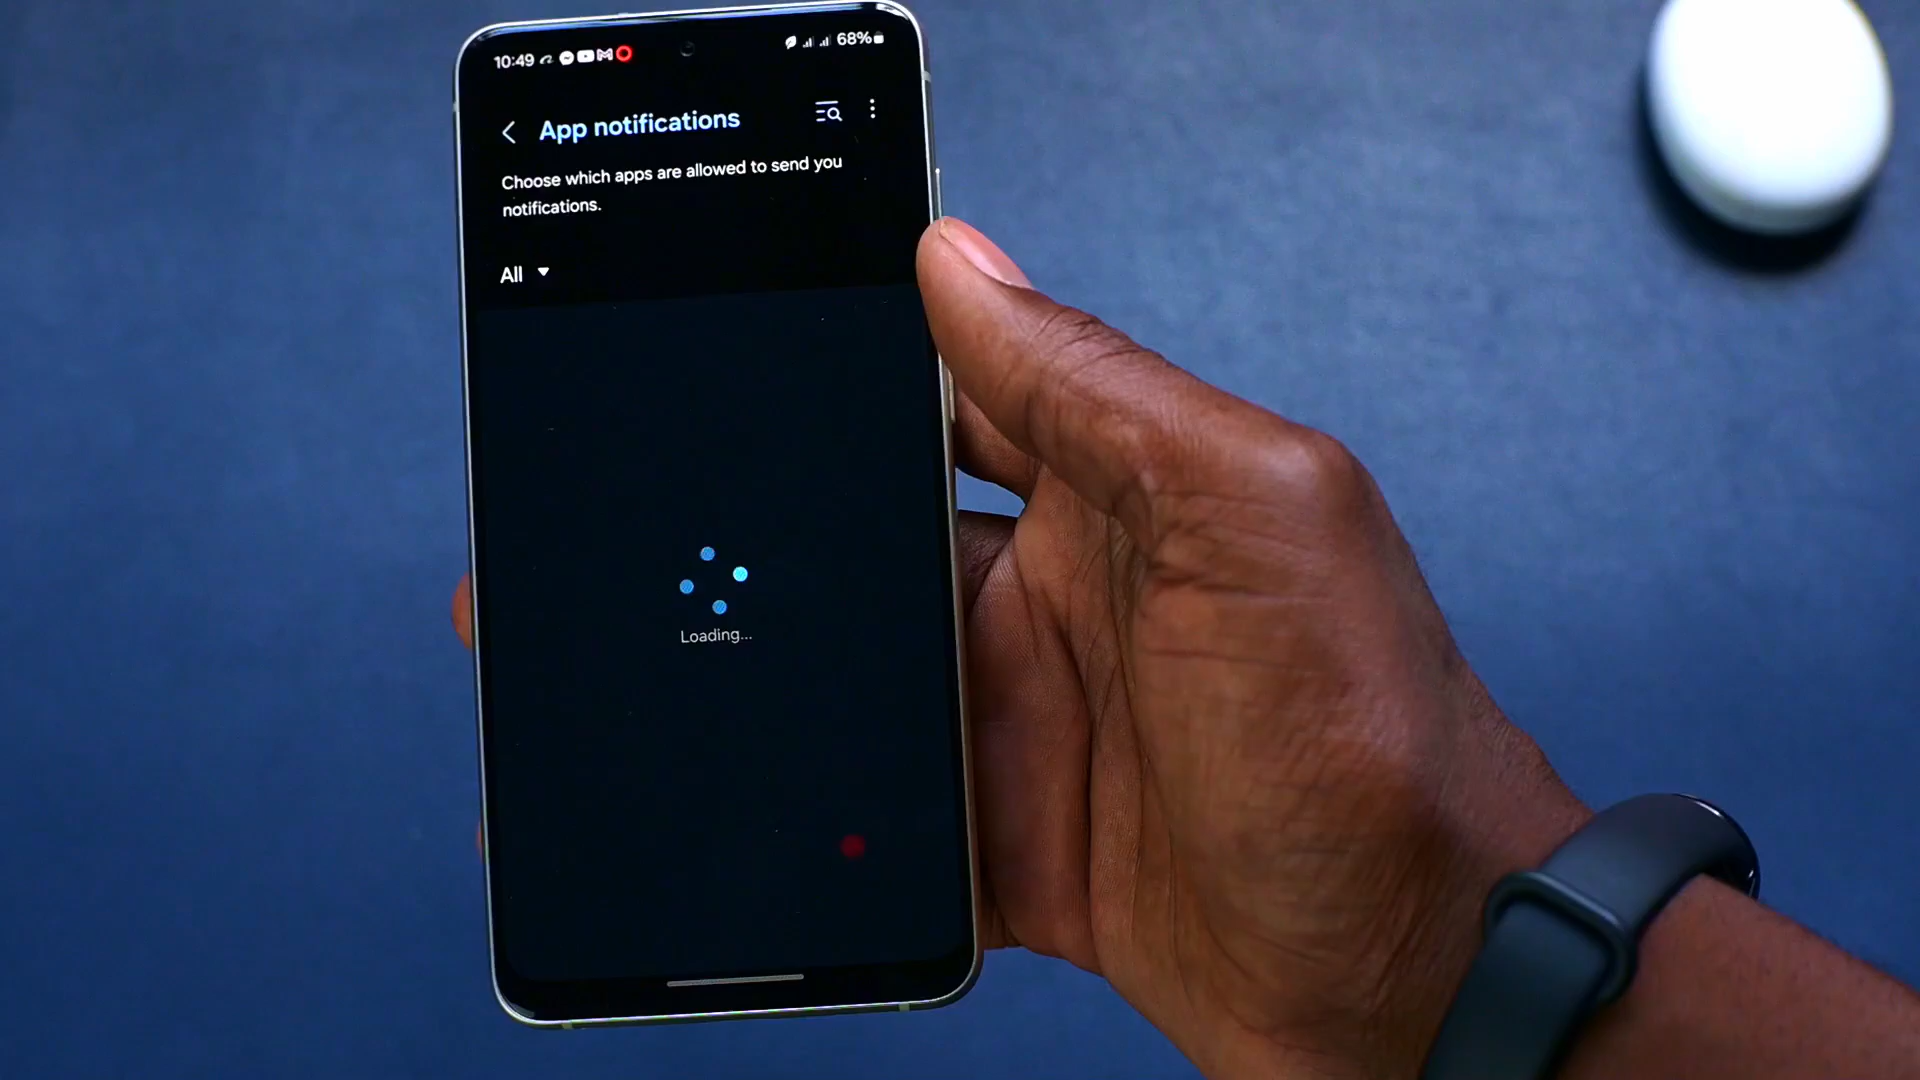 10:49 68%
App notifications
Choose which apps are allowed to send you
notifications.
All
Loading...